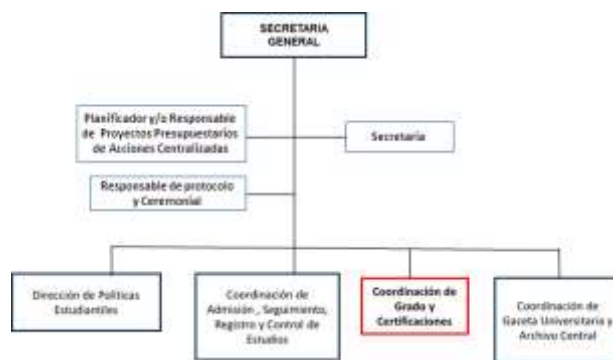 SECRETARIA
GENERAL
Planificador y/o Responsable
de Proyectos Presupuestarios
de Acciones Centralizadas
Secretaria
Responsable de protocolo
y Ceremonial
Dirección de Políticas
Estudiantiles
Coordinación de
Admisión , Seguimiento,
Registro y Control de
Estudios
Coordinación de
Grado y
Certificaciones
Coordinación de
Gaceta Universitaria y
Archivo Central